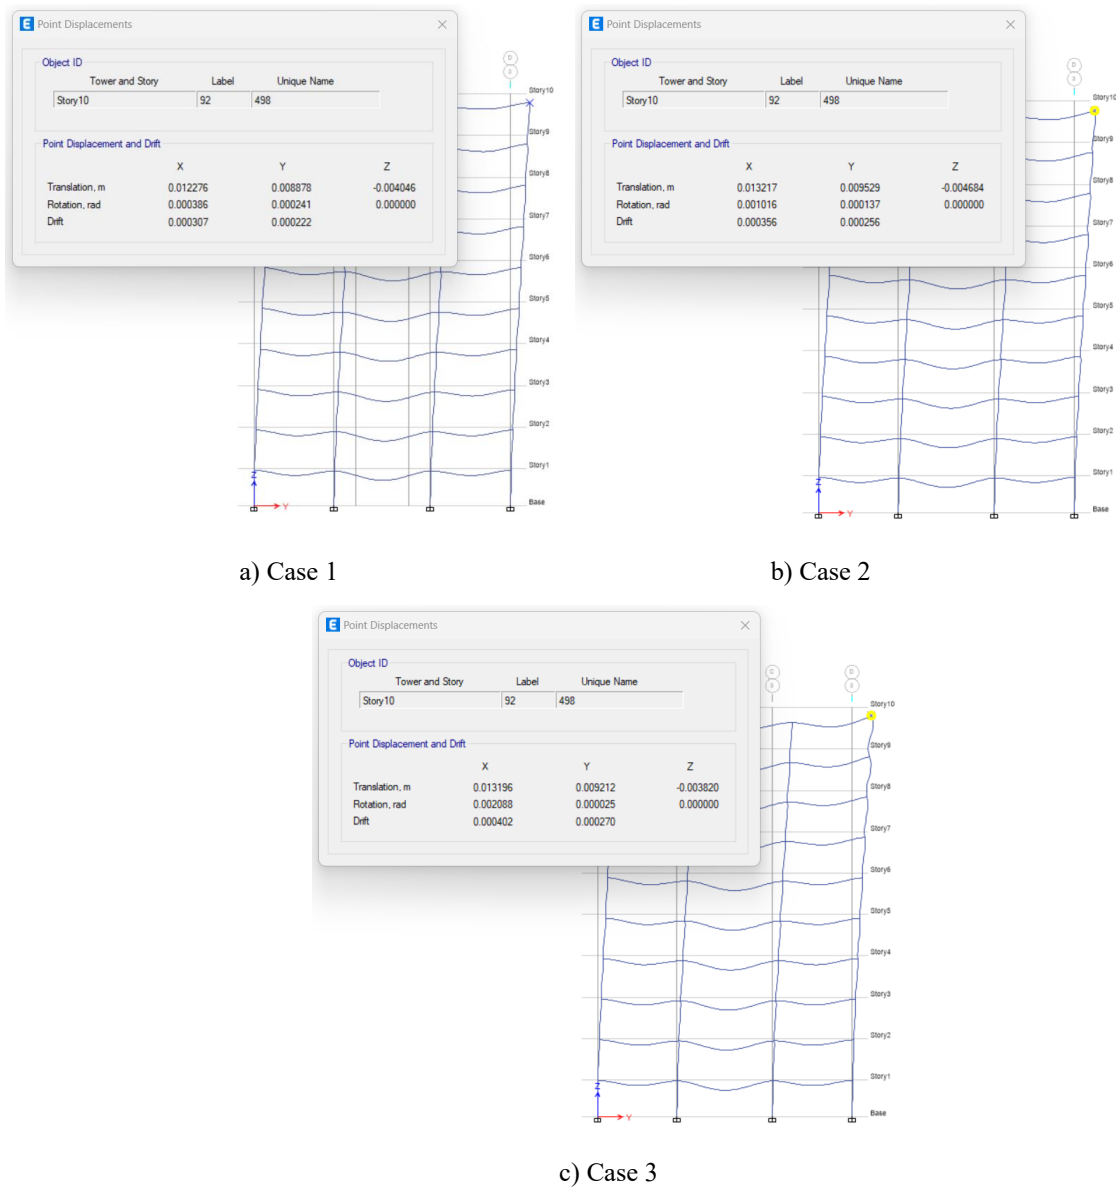 E Point Displacements
Object ID
Tower and Story Label Unique Name
Story10 92 498
Point Displacement and Drift
X Y Z
Translation, m 0.012276 0.008878 -0.004046
Rotation, rad 0.000386 0.000241 0.000000
Drift 0.000307 0.000222
D
3
Story10
Story9
Story8
Story7
Story6
Story5
Story4
Story3
Story2
Story1
Base
Z
Y
a) Case 1
E Point Displacements
Object ID
Tower and Story Label Unique Name
Story10 92 498
Point Displacement and Drift
X Y Z
Translation, m 0.013217 0.009529 -0.004684
Rotation, rad 0.001016 0.000137 0.000000
Drift 0.000356 0.000256
D
3
Story10
Story9
Story8
Story7
Story6
Story5
Story4
Story3
Story2
Story1
Base
Z
Y
b) Case 2
E Point Displacements
Object ID
Tower and Story Label Unique Name
Story10 92 498
Point Displacement and Drift
X Y Z
Translation, m 0.013196 0.009212 -0.003820
Rotation, rad 0.002088 0.000025 0.000000
Drift 0.000402 0.000270
Story10
Story9
Story8
Story7
Story6
Story5
Story4
Story3
Story2
Story1
Base
Z
Y
c) Case 3